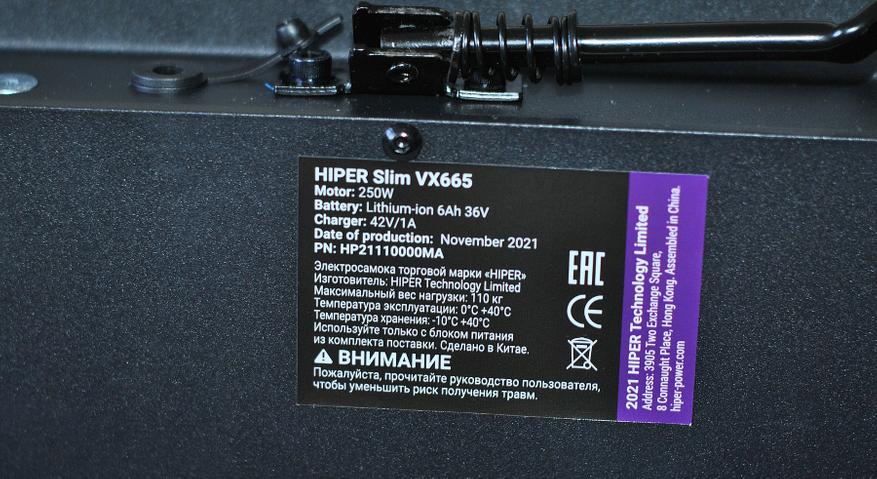 HIPER Slim VX665
Motor: 250W
Battery: Lithium-ion 6Ah 36V
Charger: 42V/1A
Date of production: November 2021
PN: HP21110000MA
Электросамока торговой марки «HIPER»
Изготовитель: HIPER Technology Limited
Максимальный вес нагрузки: 110 кг
Температура эксплуатации: 0°C +40°C
Температура хранения: -10°C +40°C
Используйте только с блоком питания
из комплекта поставки. Сделано в Китае.
ВНИМАНИЕ
Пожалуйста, прочитайте руководство пользователя,
чтобы уменьшить риск получения травм.
EAC
CE
2021 HIPER Technology Limited
Address: 3905 Two Exchange Square,
8 Connaught Place, Hong Kong. Assembled in China.
hiper-power.com